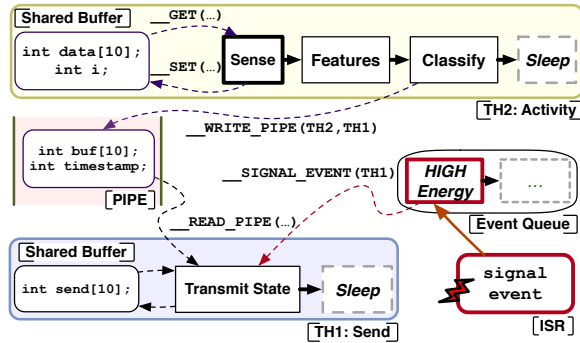 Shared Buffer
__GET(…)
int data[10];
int i;
__SET(…)
Sense
Features
Classify
Sleep
TH2: Activity
__WRITE_PIPE(TH2,TH1)
int buf[10];
int timestamp;
[PIPE]
__SIGNAL_EVENT(TH1)
HIGH
Energy
...
Event Queue
__READ_PIPE(…)
Shared Buffer
int send[10];
Transmit State
Sleep
TH1: Send
signal
event
[ISR]